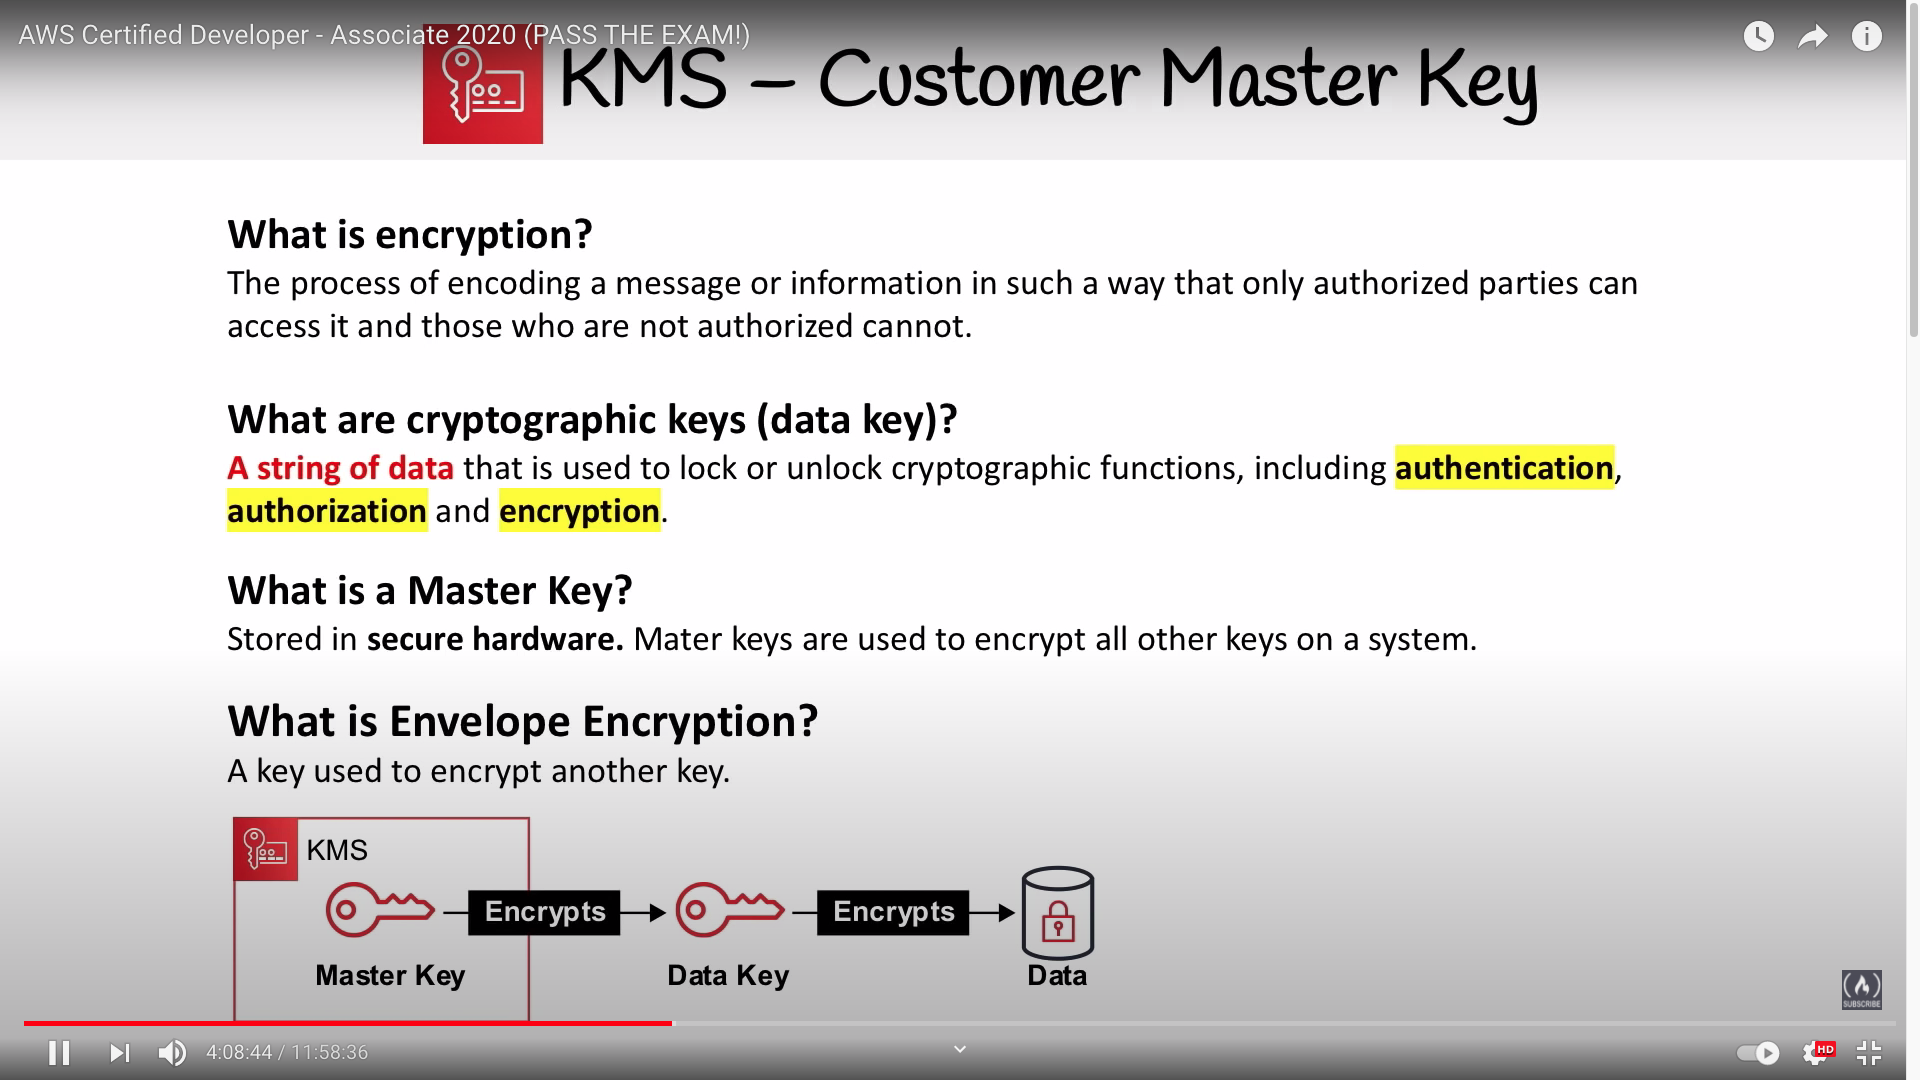 AWS Certified Developer - Associate 2020 (PASS THE EXAM!)
KMS – Customer Master Key
What is encryption?
The process of encoding a message or information in such a way that only authorized parties can
access it and those who are not authorized cannot.
What are cryptographic keys (data key)?
A string of data that is used to lock or unlock cryptographic functions, including authentication,
authorization and encryption.
What is a Master Key?
Stored in secure hardware. Mater keys are used to encrypt all other keys on a system.
What is Envelope Encryption?
A key used to encrypt another key.
KMS
Encrypts
Encrypts
Master Key
Data Key
Data
SUBSCRIBE
4:08:44 / 11:58:36
HD